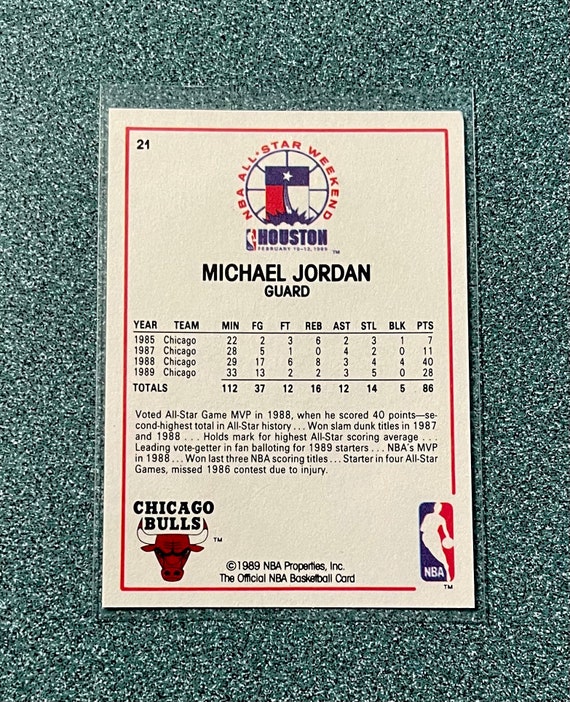 21
NBA ALL★STAR WEEKEND
HOUSTON
FEBRUARY 10-12, 1989
TM
MICHAEL JORDAN
GUARD
YEAR TEAM MIN FG FT REB AST STL BLK PTS
1985 Chicago 22 2 3 6 2 3 1 7
1987 Chicago 28 5 1 0 4 2 0 11
1988 Chicago 29 17 6 8 3 4 4 40
1989 Chicago 33 13 2 2 3 5 0 28
TOTALS 112 37 12 16 12 14 5 86
Voted All-Star Game MVP in 1988, when he scored 40 points—se-
cond-highest total in All-Star history . . . Won slam dunk titles in 1987
and 1988 . . . Holds mark for highest All-Star scoring average . . .
Leading vote-getter in fan balloting for 1989 starters . . . NBA's MVP
in 1988 . . . Won last three NBA scoring titles . . . Starter in four All-Star
Games, missed 1986 contest due to injury.
CHICAGO
BULLS
TM
©1989 NBA Properties, Inc.
The Official NBA Basketball Card
NBA
TM